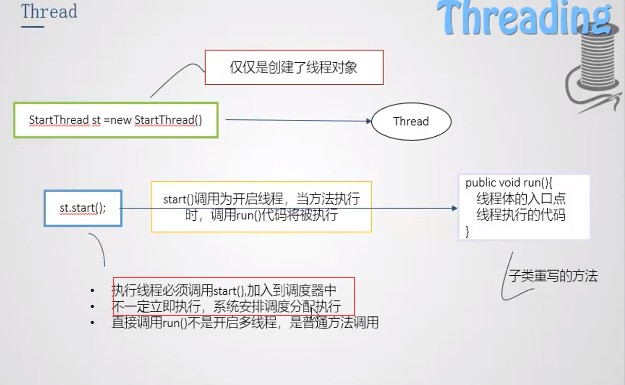 Thread
Threading
仅仅是创建了线程对象
StartThread st =new StartThread()
Thread
st.start();
start()调用为开启线程，当方法执行
时，调用run()代码将被执行
public void run(){
线程体的入口点
线程执行的代码
}
子类重写的方法
• 执行线程必须调用start(),加入到调度器中
• 不一定立即执行，系统安排调度分配执行
• 直接调用run()不是开启多线程，是普通方法调用